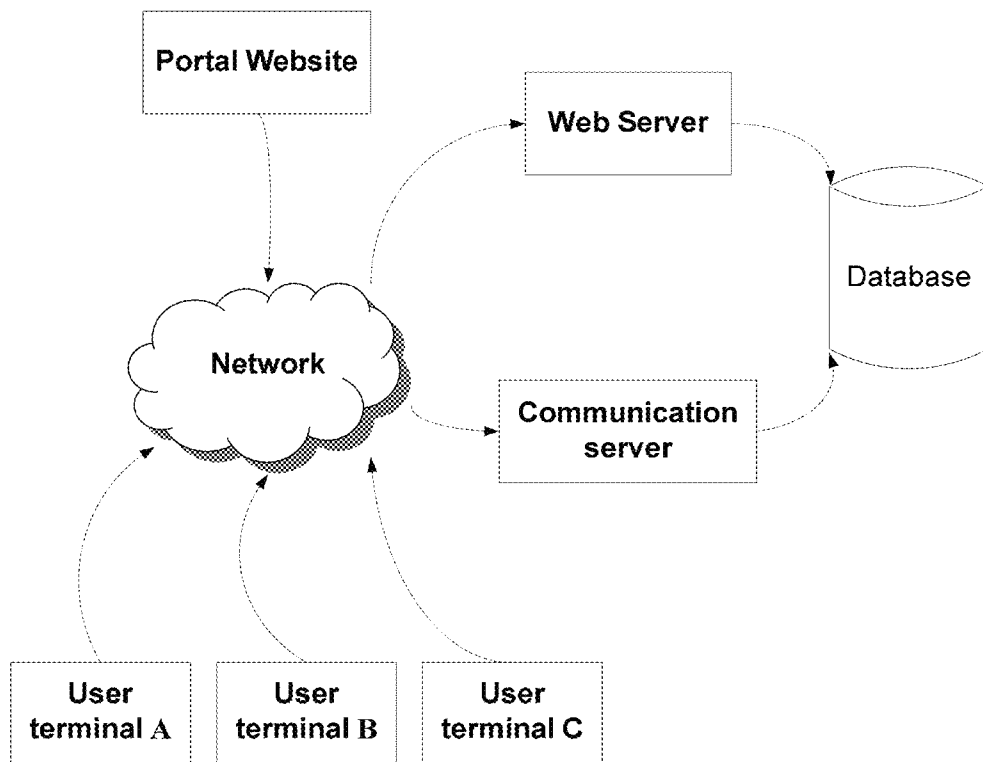 Portal Website
Web Server
Database
Network
Communication
server
User
terminal A
User
terminal B
User
terminal C